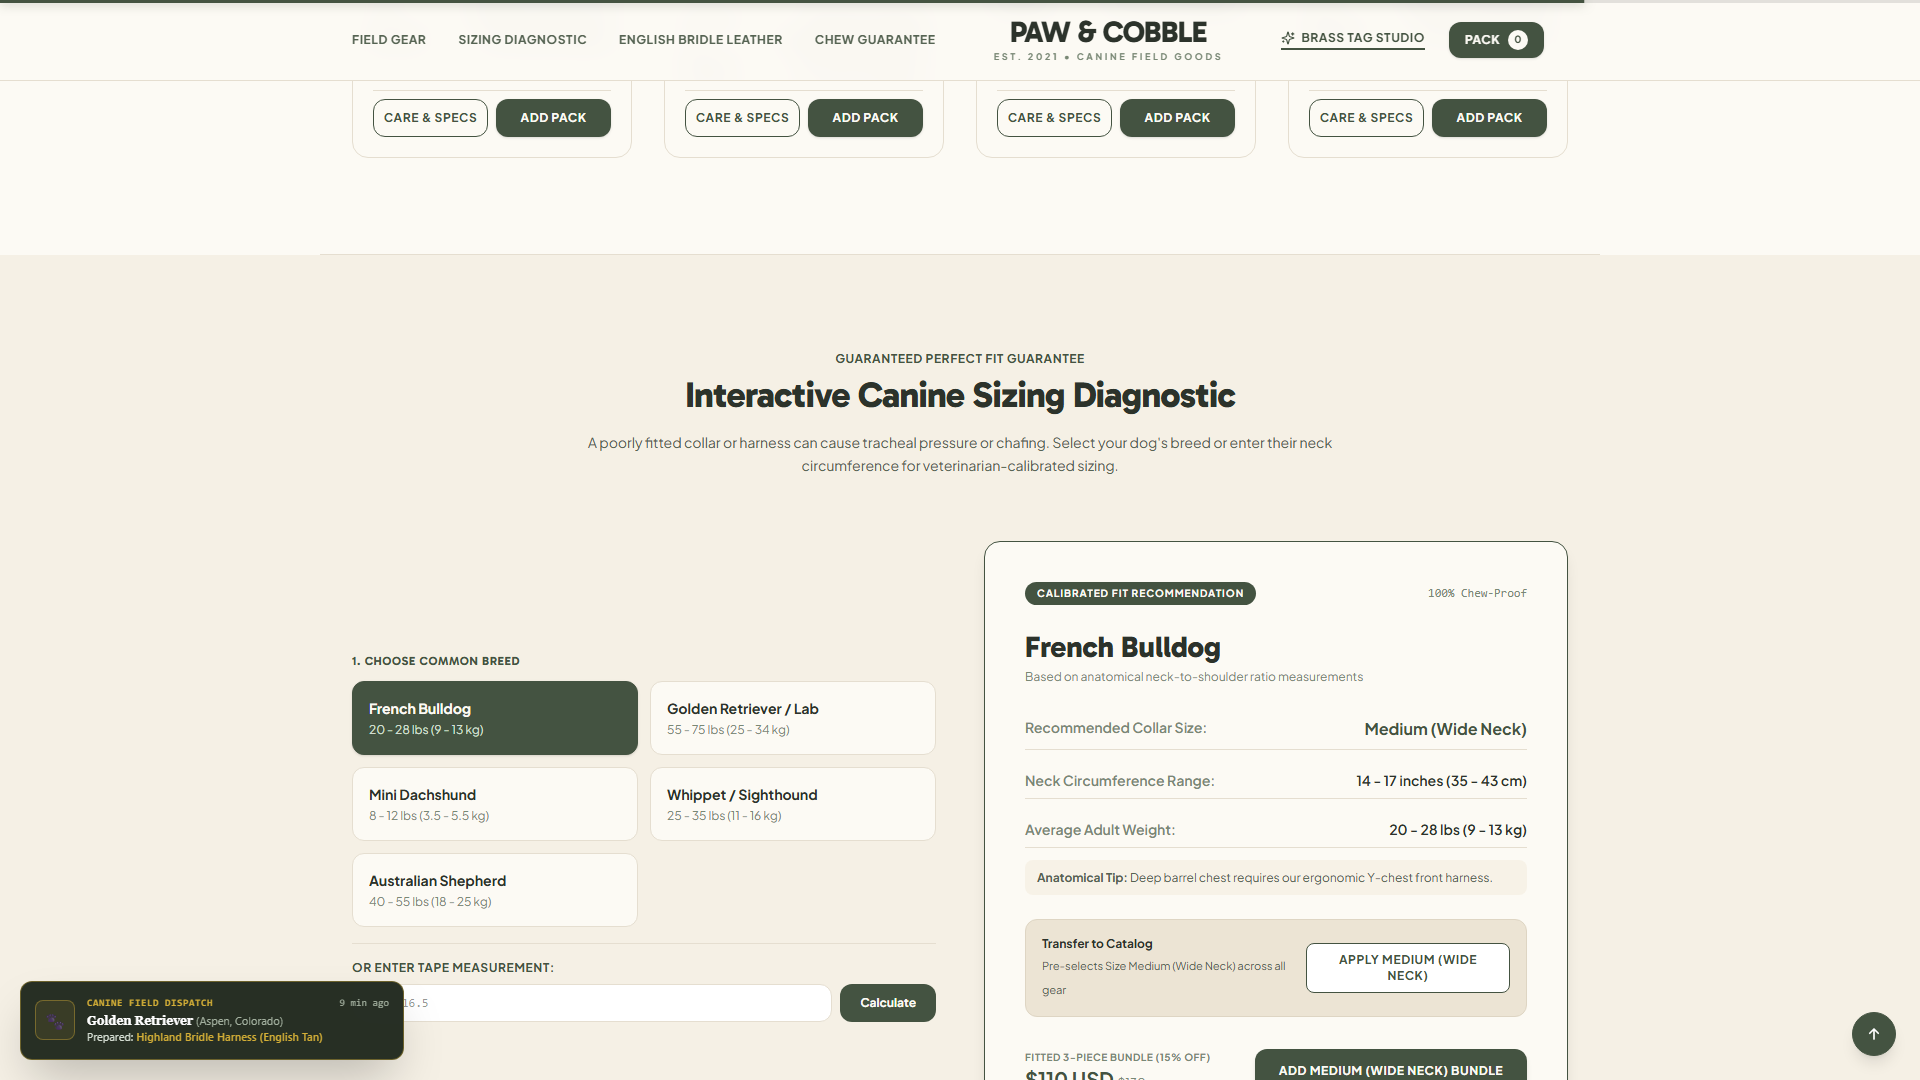 FIELD GEAR
SIZING DIAGNOSTIC
ENGLISH BRIDLE LEATHER
CHEW GUARANTEE
PAW & COBBLE
EST. 2021 • CANINE FIELD GOODS
BRASS TAG STUDIO
PACK 0
CARE & SPECS
ADD PACK
CARE & SPECS
ADD PACK
CARE & SPECS
ADD PACK
CARE & SPECS
ADD PACK
GUARANTEED PERFECT FIT GUARANTEE
Interactive Canine Sizing Diagnostic
A poorly fitted collar or harness can cause tracheal pressure or chafing. Select your dog's breed or enter their neck
circumference for veterinarian-calibrated sizing.
1. CHOOSE COMMON BREED
French Bulldog
20 - 28 lbs (9 - 13 kg)
Golden Retriever / Lab
55 - 75 lbs (25 - 34 kg)
Mini Dachshund
8 - 12 lbs (3.5 - 5.5 kg)
Whippet / Sighthound
25 - 35 lbs (11 - 16 kg)
Australian Shepherd
40 - 55 lbs (18 - 25 kg)
OR ENTER TAPE MEASUREMENT:
16.5
Calculate
CALIBRATED FIT RECOMMENDATION
100% Chew-Proof
French Bulldog
Based on anatomical neck-to-shoulder ratio measurements
Recommended Collar Size:
Medium (Wide Neck)
Neck Circumference Range:
14 - 17 inches (35 - 43 cm)
Average Adult Weight:
20 - 28 lbs (9 - 13 kg)
Anatomical Tip: Deep barrel chest requires our ergonomic Y-chest front harness.
Transfer to Catalog
Pre-selects Size Medium (Wide Neck) across all
gear
APPLY MEDIUM (WIDE
NECK)
FITTED 3-PIECE BUNDLE (15% OFF)
$110 USD
ADD MEDIUM (WIDE NECK) BUNDLE
CANINE FIELD DISPATCH
9 min ago
Golden Retriever (Aspen, Colorado)
Prepared: Highland Bridle Harness (English Tan)